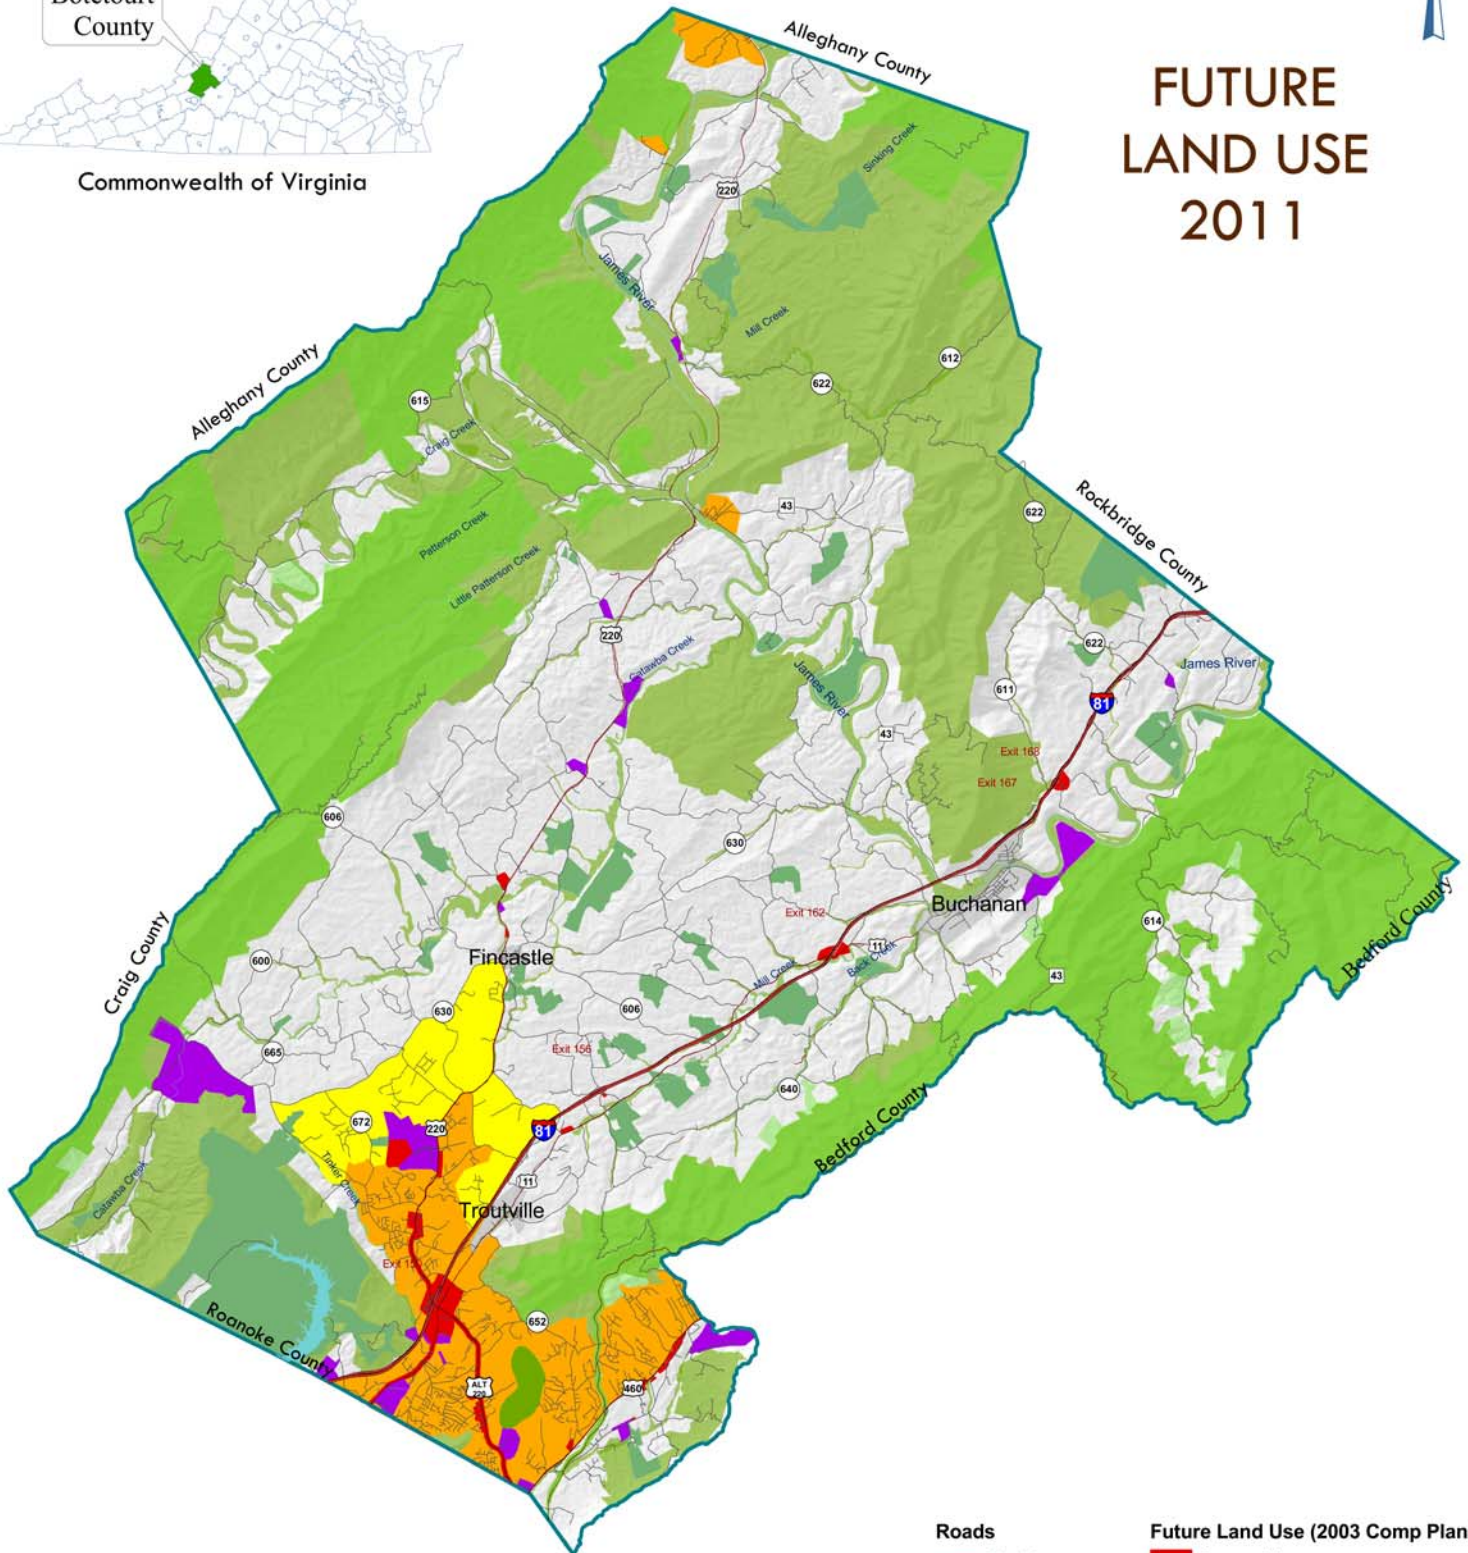 Botetourt
County
Commonwealth of Virginia
FUTURE
LAND USE
2011
Alleghany County
Sinking Creek
220
James River
Mill Creek
612
622
Alleghany County
615
Craig Creek
43
622
Rockbridge County
Patterson Creek
Little Patterson Creek
220
Catawba Creek
622
James River
James River
611
81
43
Exit 168
Exit 167
606
630
Buchanan
Exit 162
11
Back Creek
614
Bedford County
Craig County
Fincastle
600
Mill Creek
43
630
606
665
Exit 156
640
672
220
81
Bedford County
Tinker Creek
11
Catawba Creek
Troutville
Roanoke County
652
ALT
220
460
Roads
Future Land Use (2003 Comp Plan